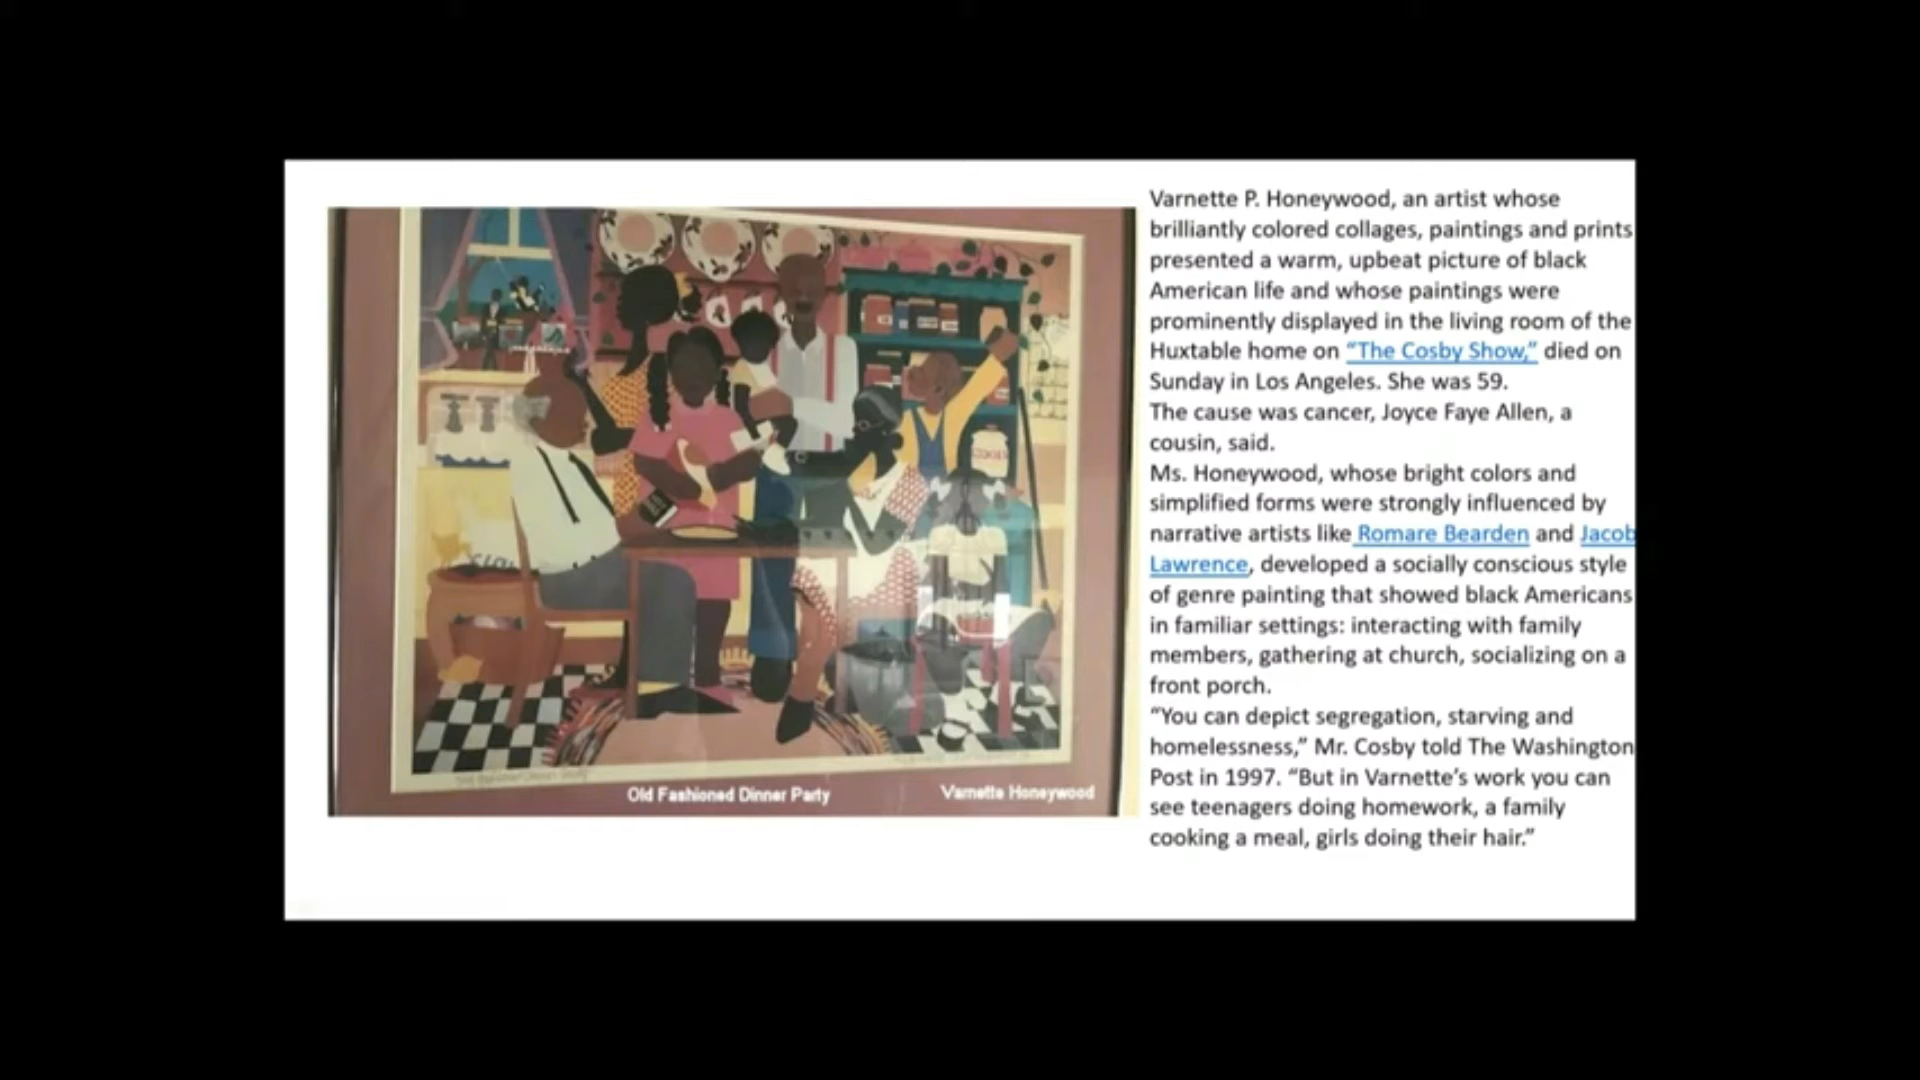 Varnette P. Honeywood, an artist whose
brilliantly colored collages, paintings and prints
presented a warm, upbeat picture of black
American life and whose paintings were
prominently displayed in the living room of the
Huxtable home on “The Cosby Show,” died on
Sunday in Los Angeles. She was 59.
The cause was cancer, Joyce Faye Allen, a
cousin, said.
Ms. Honeywood, whose bright colors and
simplified forms were strongly influenced by
narrative artists like Romare Bearden and Jacob
Lawrence, developed a socially conscious style
of genre painting that showed black Americans
in familiar settings: interacting with family
members, gathering at church, socializing on a
front porch.
“You can depict segregation, starving and
homelessness,” Mr. Cosby told The Washington
Post in 1997. “But in Varnette’s work you can
see teenagers doing homework, a family
cooking a meal, girls doing their hair.”
Old Fashioned Dinner Party
Varnette Honeywood